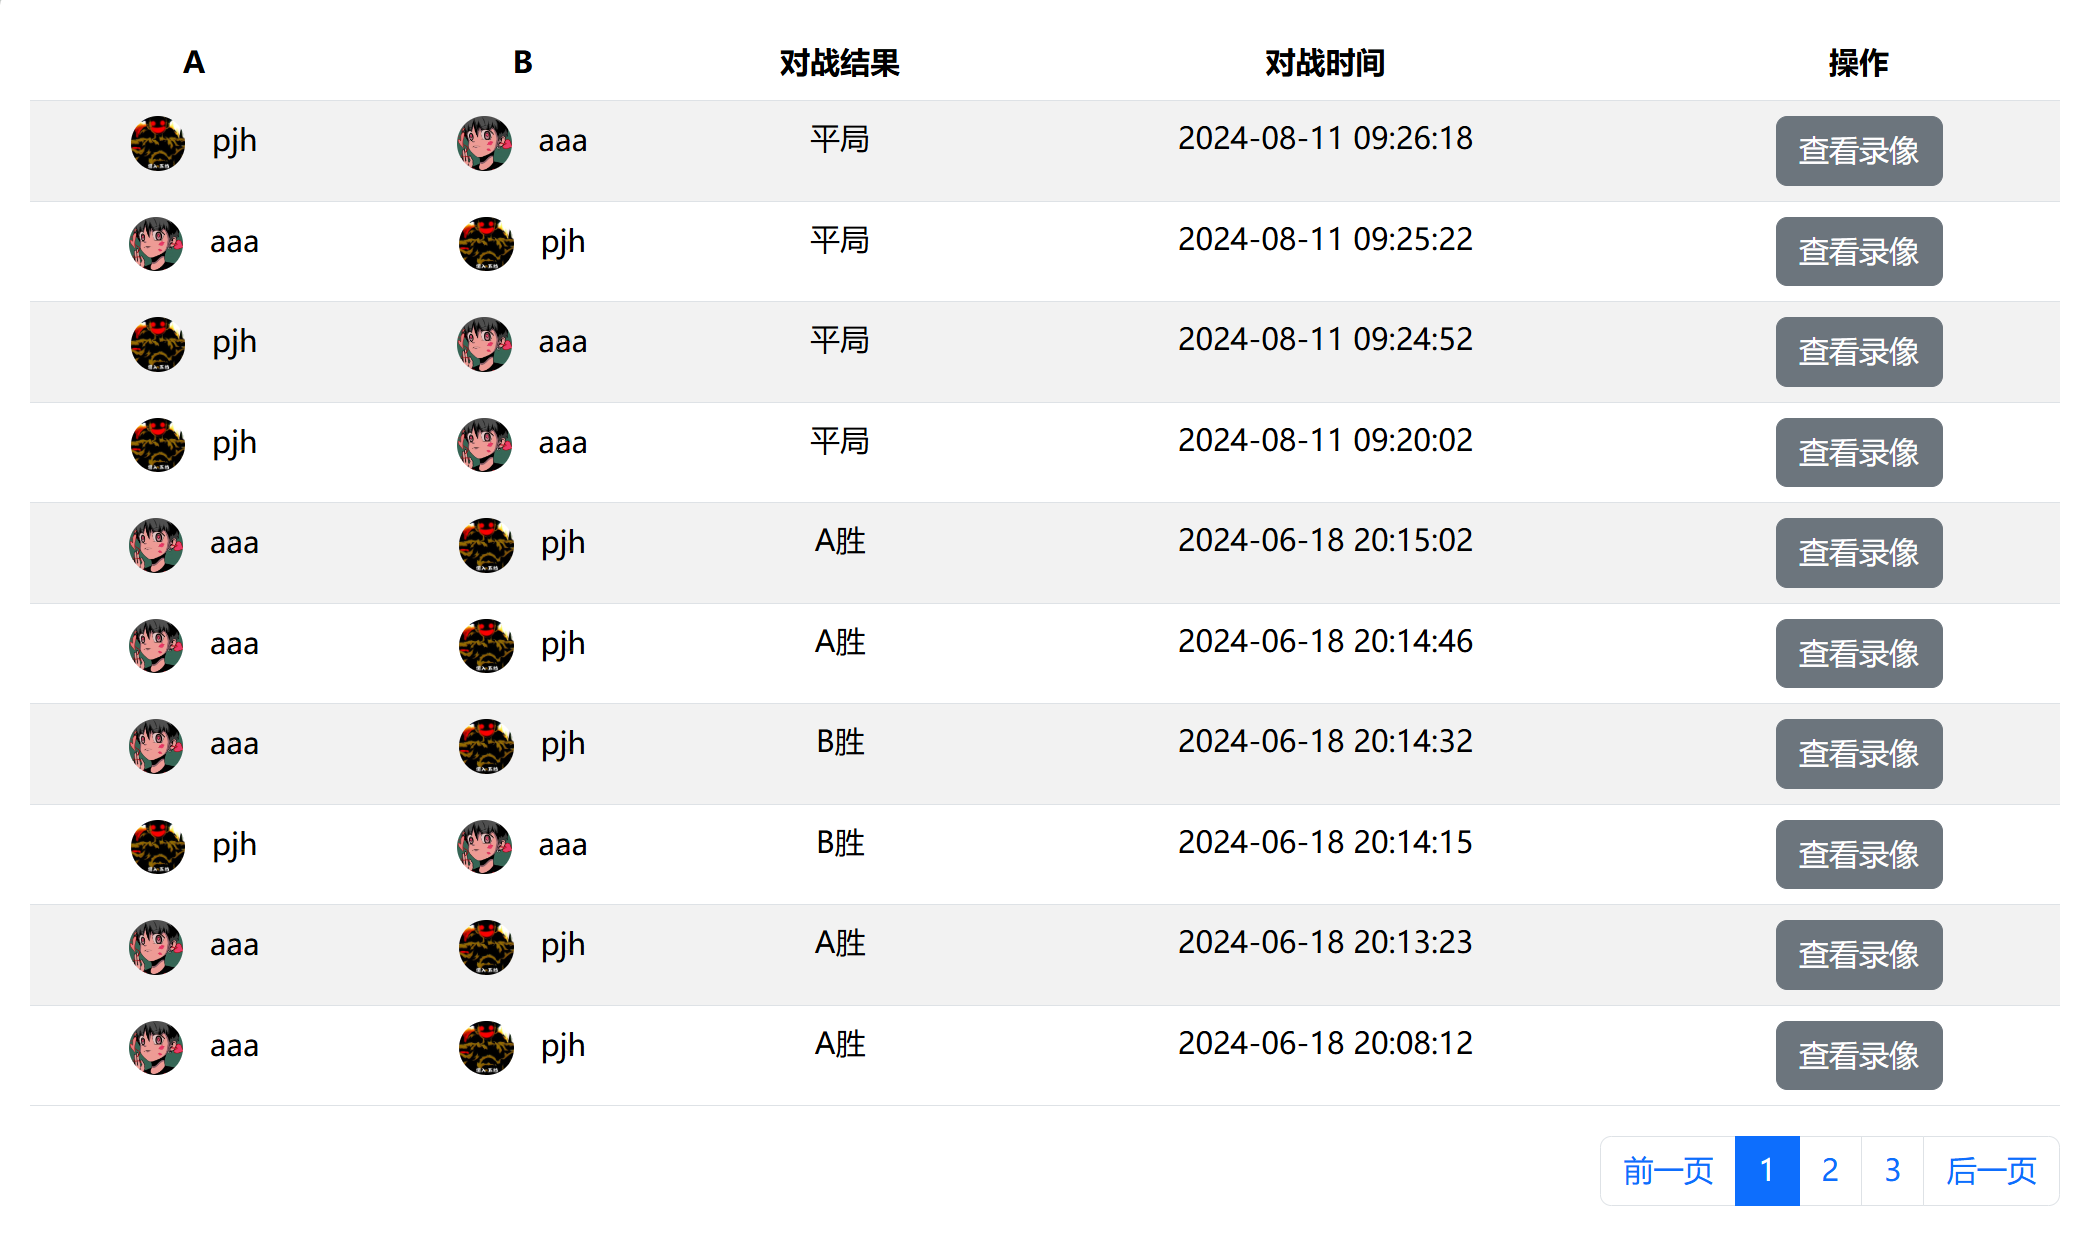 A B 对战结果 对战时间 操作
pjh aaa 平局 2024-08-11 09:26:18 查看录像
aaa pjh 平局 2024-08-11 09:25:22 查看录像
pjh aaa 平局 2024-08-11 09:24:52 查看录像
pjh aaa 平局 2024-08-11 09:20:02 查看录像
aaa pjh A胜 2024-06-18 20:15:02 查看录像
aaa pjh A胜 2024-06-18 20:14:46 查看录像
aaa pjh B胜 2024-06-18 20:14:32 查看录像
pjh aaa B胜 2024-06-18 20:14:15 查看录像
aaa pjh A胜 2024-06-18 20:13:23 查看录像
aaa pjh A胜 2024-06-18 20:08:12 查看录像
前一页 1 2 3 后一页